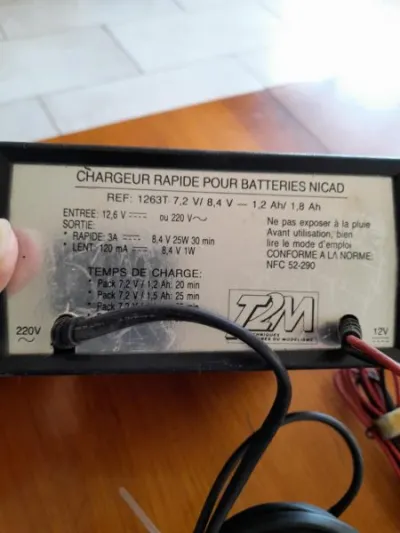 CHARGEUR RAPIDE POUR BATTERIES NICAD
REF: 1263T 7,2 V/ 8,4 V — 1,2 Ah/ 1,8 Ah
ENTREE: 12,6 V ⎓ ou 220 V ~
SORTIE:
* RAPIDE: 3A ⎓ 8,4 V 25W 30 min
* LENT: 120 mA ⎓ 8,4 V 1W
TEMPS DE CHARGE:
* Pack 7,2 V / 1,2 Ah: 20 min
* Pack 7,2 V / 1,5 Ah: 25 min
Ne pas exposer à la pluie
Avant utilisation, bien
lire le mode d'emploi
CONFORME A LA NORME:
NFC 52-290
T2M
TECHNIQUES
DU MODELISME
220V
~
12V
⎓